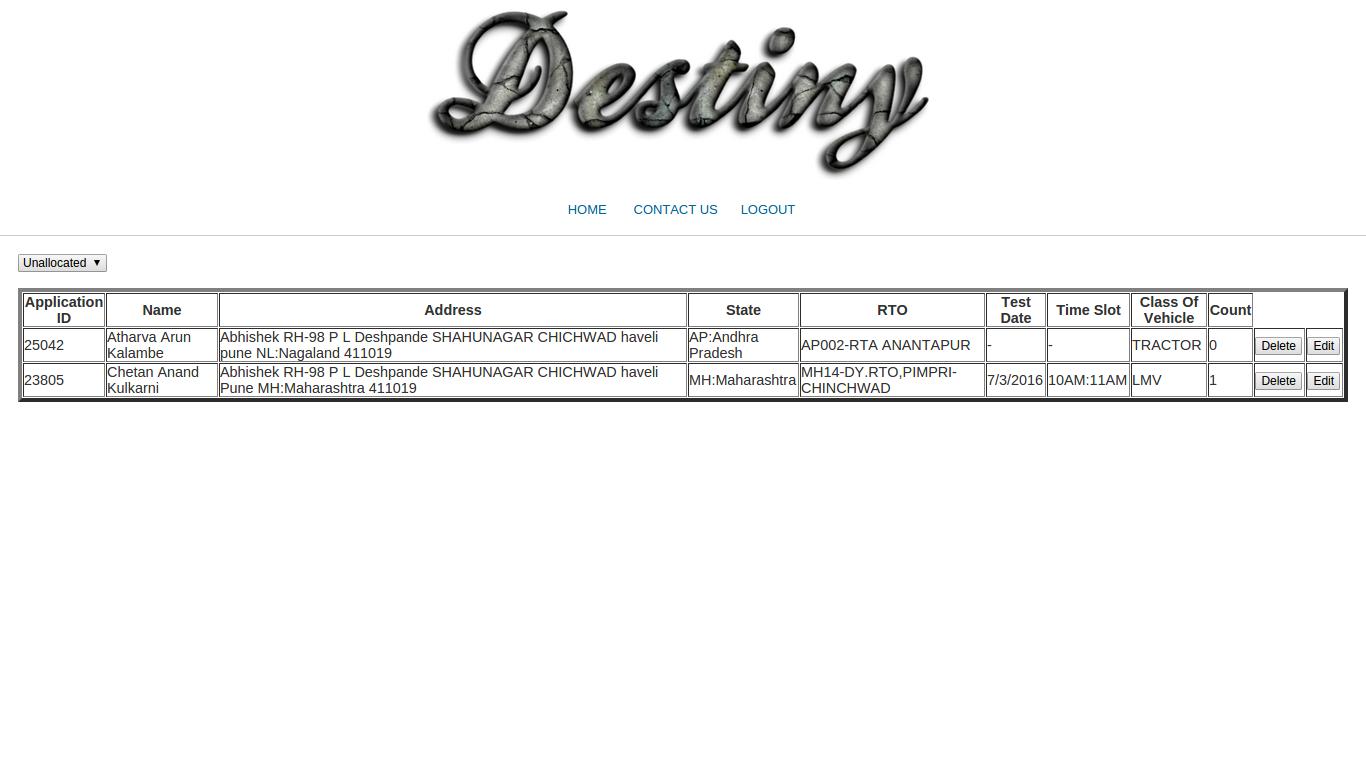 Destiny
HOME CONTACT US LOGOUT
Unallocated ▼
Application ID Name Address State RTO Test Date Time Slot Class Of Vehicle Count
25042 Atharva Arun Kalambe Abhishek RH-98 P L Deshpande SHAHUNAGAR CHICHWAD haveli pune NL:Nagaland 411019 AP:Andhra Pradesh AP002-RTA ANANTAPUR - - TRACTOR 0 Delete Edit
23805 Chetan Anand Kulkarni Abhishek RH-98 P L Deshpande SHAHUNAGAR CHICHWAD haveli Pune MH:Maharashtra 411019 MH:Maharashtra MH14-DY.RTO,PIMPRI-CHINCHWAD 7/3/2016 10AM:11AM LMV 1 Delete Edit